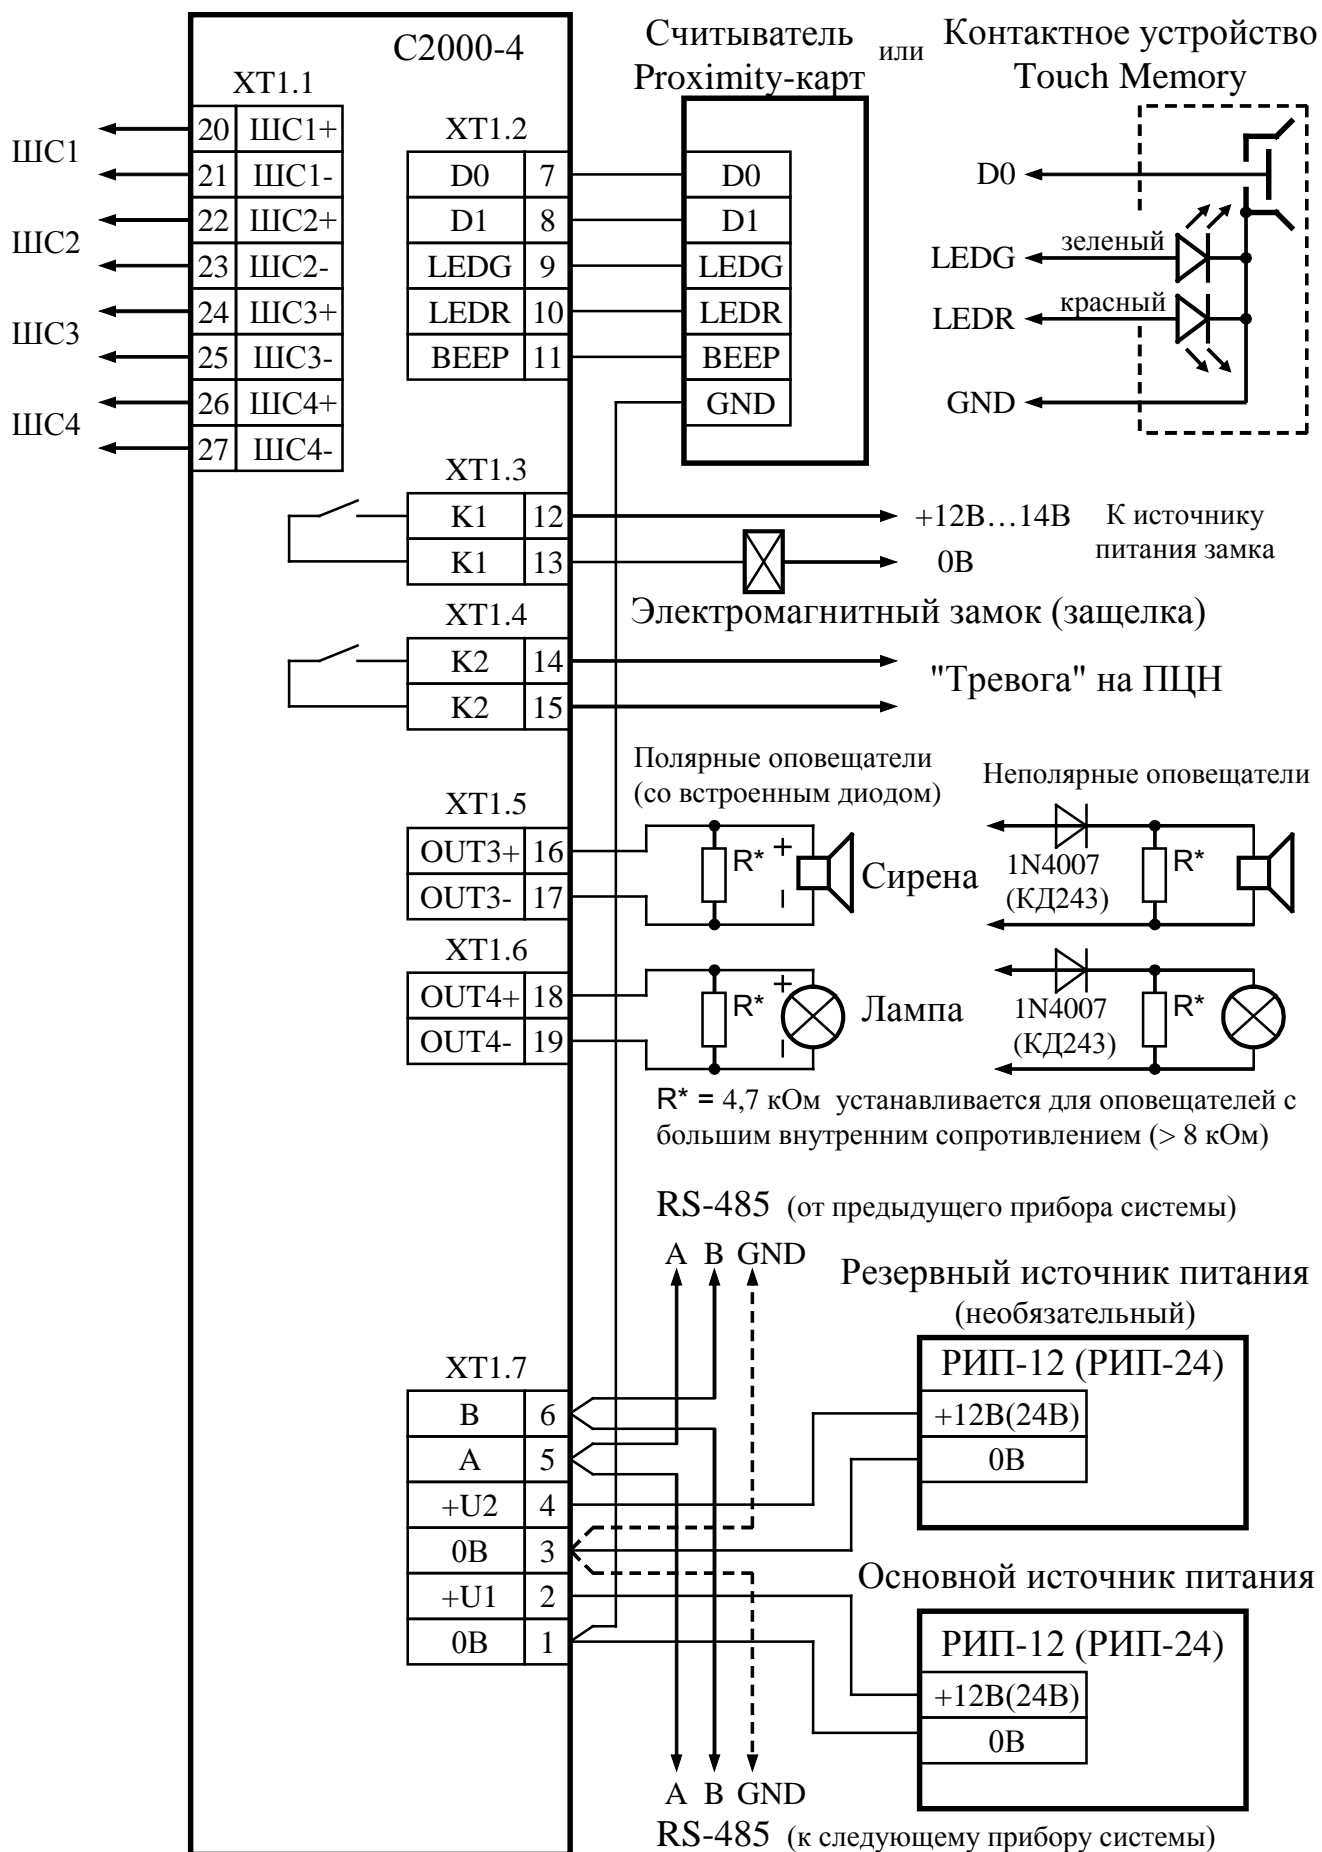 С2000-4
Считыватель
Proximity-карт
или
Контактное устройство
Touch Memory
XT1.1
ШС1
20 ШС1+
21 ШС1-
ШС2
22 ШС2+
23 ШС2-
ШС3
24 ШС3+
25 ШС3-
ШС4
26 ШС4+
27 ШС4-
XT1.2
D0 7
D1 8
LEDG 9
LEDR 10
BEEP 11
D0
D1
LEDG
LEDR
BEEP
GND
D0
LEDG
зеленый
LEDR
красный
GND
XT1.3
K1 12
K1 13
+12В…14В
0В
К источнику
питания замка
Электромагнитный замок (защелка)
XT1.4
K2 14
K2 15
"Тревога" на ПЦН
Полярные оповещатели
(со встроенным диодом)
Неполярные оповещатели
XT1.5
OUT3+ 16
OUT3- 17
R*
+
–
Сирена
1N4007
(КД243)
R*
XT1.6
OUT4+ 18
OUT4- 19
R*
+
–
Лампа
1N4007
(КД243)
R*
R* = 4,7 кОм устанавливается для оповещателей с
большим внутренним сопротивлением (> 8 кОм)
RS-485 (от предыдущего прибора системы)
A B GND
Резервный источник питания
(необязательный)
РИП-12 (РИП-24)
+12В(24В)
0В
XT1.7
B 6
A 5
+U2 4
0В 3
+U1 2
0В 1
Основной источник питания
РИП-12 (РИП-24)
+12В(24В)
0В
A B GND
RS-485 (к следующему прибору системы)